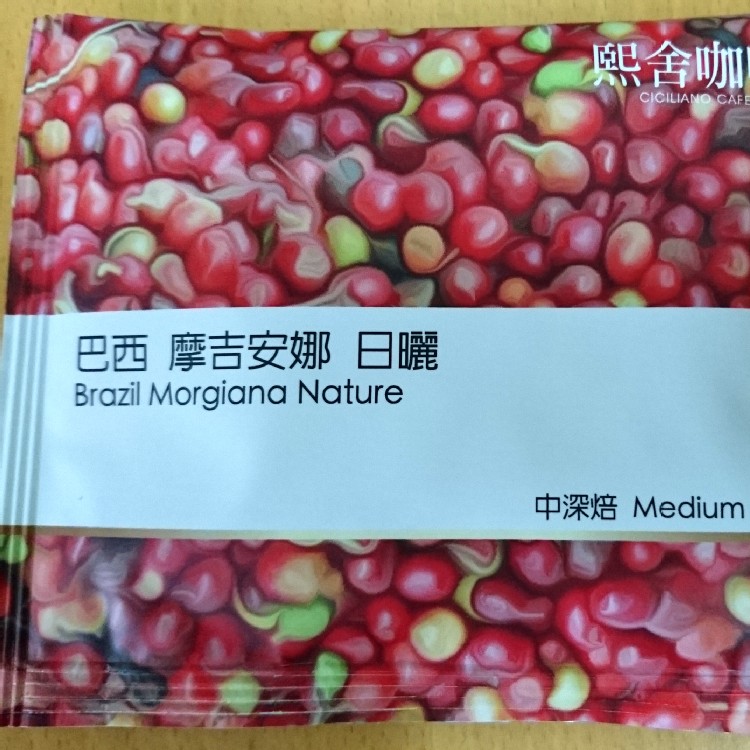 熙舍咖
CICILIANO CAFE
巴西 摩吉安娜 日曬
Brazil Morgiana Nature
中深焙 Medium